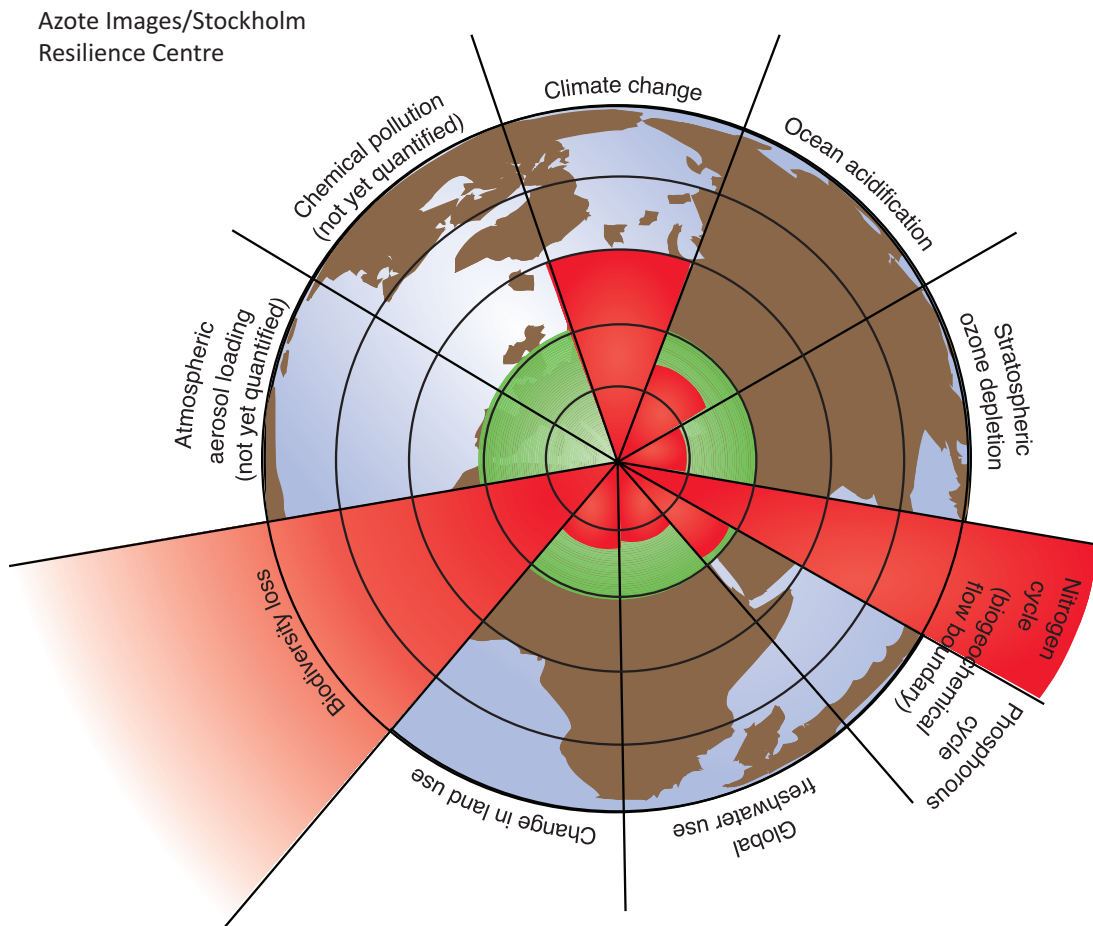 Azote Images/Stockholm
Resilience Centre
Climate change
Ocean acidification
Stratospheric
ozone depletion
Nitrogen
cycle
(biogeochemical
flow boundary)
Phosphorous
cycle
Global
freshwater use
Change in land use
Biodiversity loss
Atmospheric
aerosol loading
(not yet quantified)
Chemical pollution
(not yet quantified)